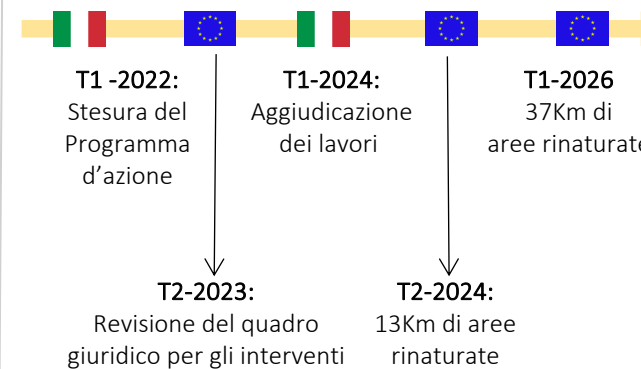 T1 -2022:
Stesura del
Programma
d’azione
T1-2024:
Aggiudicazione
dei lavori
T1-2026
37Km di
aree rinaturate
T2-2023:
Revisione del quadro
giuridico per gli interventi
T2-2024:
13Km di aree
rinaturate